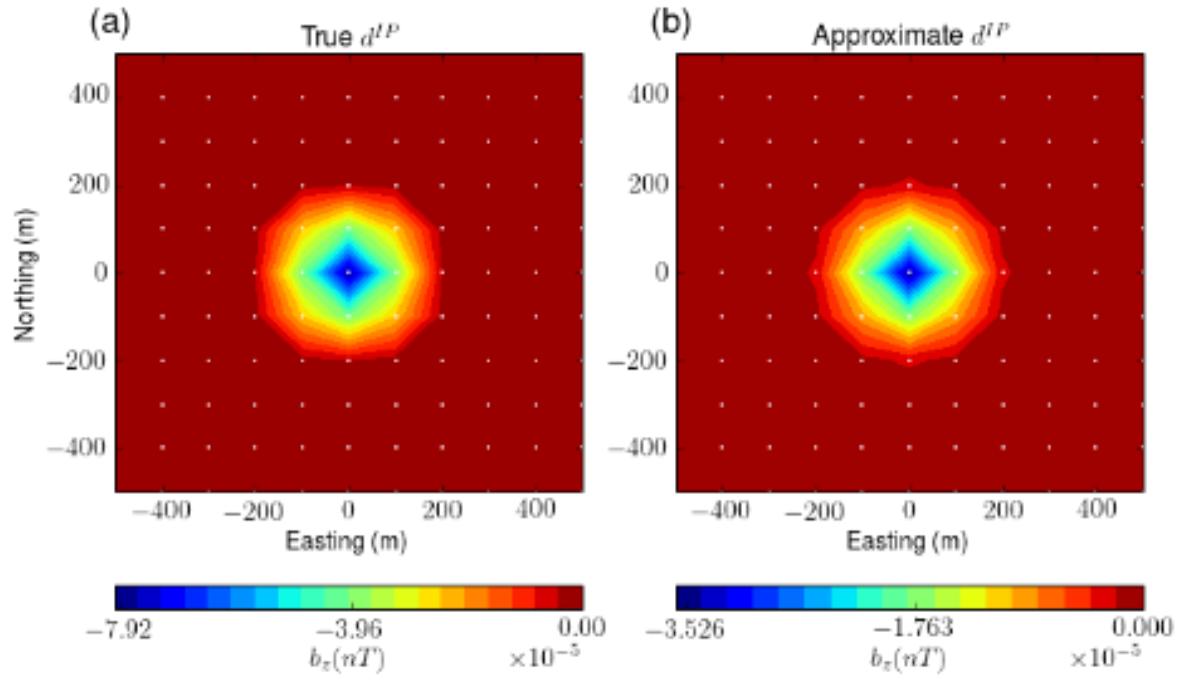 (a)
True d^{IP}
400
200
0
−200
−400
Northing (m)
−400 −200 0 200 400
Easting (m)
−7.92 −3.96 0.00
b_z(nT) ×10^{−5}
(b)
Approximate d^{IP}
400
200
0
−200
−400
−400 −200 0 200 400
Easting (m)
−3.526 −1.763 0.000
b_z(nT) ×10^{−5}